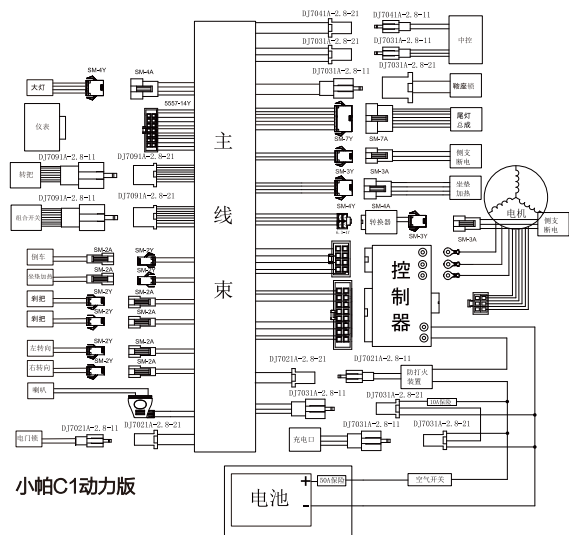 DJ7041A-2.8-21
DJ7041A-2.8-11
中控
DJ7031A-2.8-21
DJ7031A-2.8-11
DJ7031A-2.8-11
DJ7031A-2.8-21
鞍座锁
SM-4Y
大灯
SM-4A
5557-14Y
仪表
主线束
SM-7Y
SM-7A
尾灯总成
SM-3Y
SM-3A
侧支断电
坐垫加热
DJ7091A-2.8-11
DJ7091A-2.8-21
转把
DJ7091A-2.8-11
DJ7091A-2.8-21
组合开关
SM-4Y
SM-4A
转换器
SM-3Y
电机
SM-3A
侧支断电
控制器
倒车
SM-2A
SM-2Y
坐垫加热
SM-2A
SM-2Y
刹把
SM-2Y
SM-2A
刹把
SM-2Y
SM-2A
左转向
SM-2Y
SM-2A
右转向
SM-2Y
SM-2A
喇叭
DJ7021A-2.8-21
DJ7021A-2.8-11
防打火装置
DJ7031A-2.8-11
DJ7031A-2.8-21
10A保险
电门锁
DJ7021A-2.8-11
DJ7021A-2.8-21
充电口
DJ7031A-2.8-11
DJ7031A-2.8-21
小帕C1动力版
电池
+
-
50A保险
空气开关